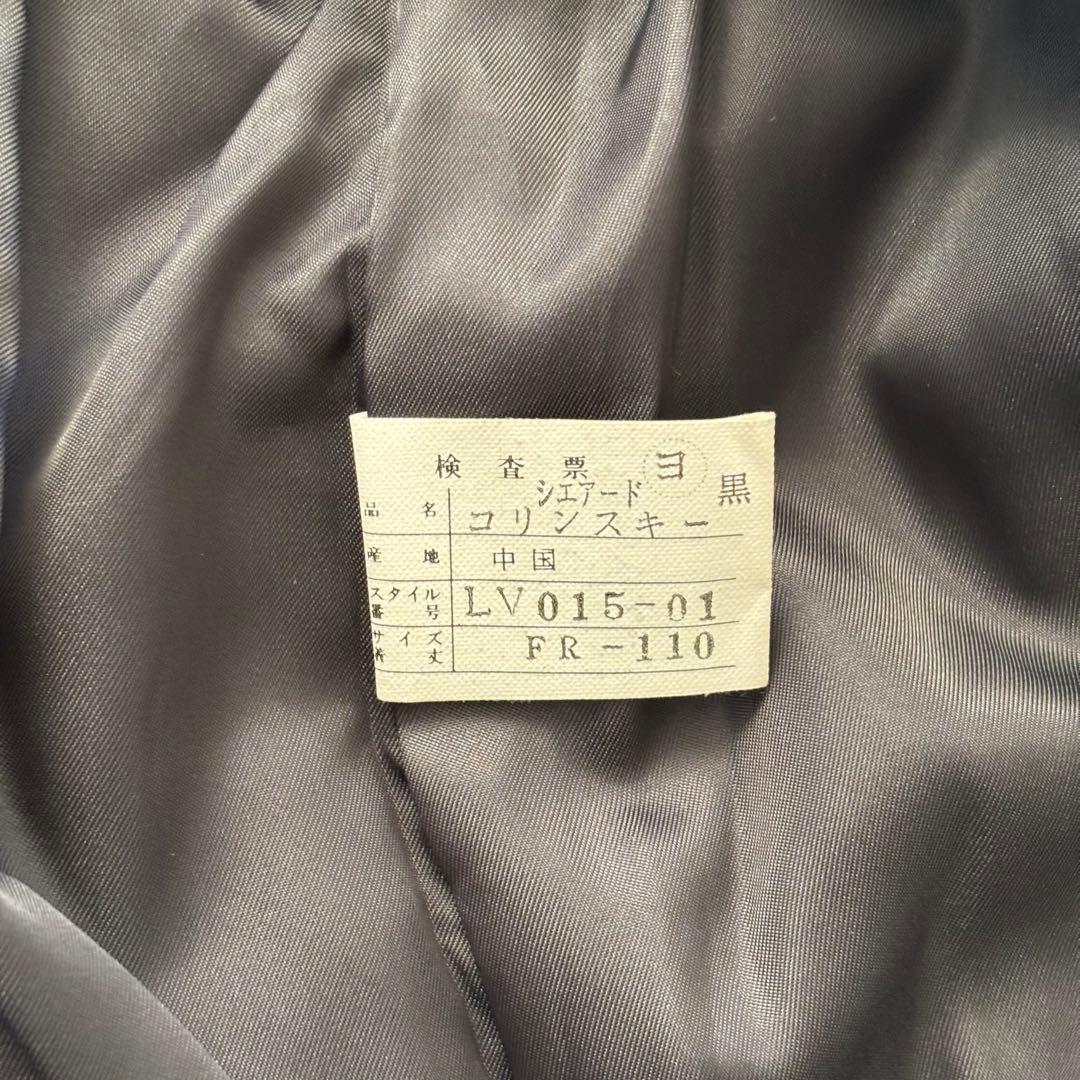 検査票 ヨ 黒
品名 シエアード
コリンスキー
産地 中国
スタイル番号 LV015-01
サイズ着丈 FR-110